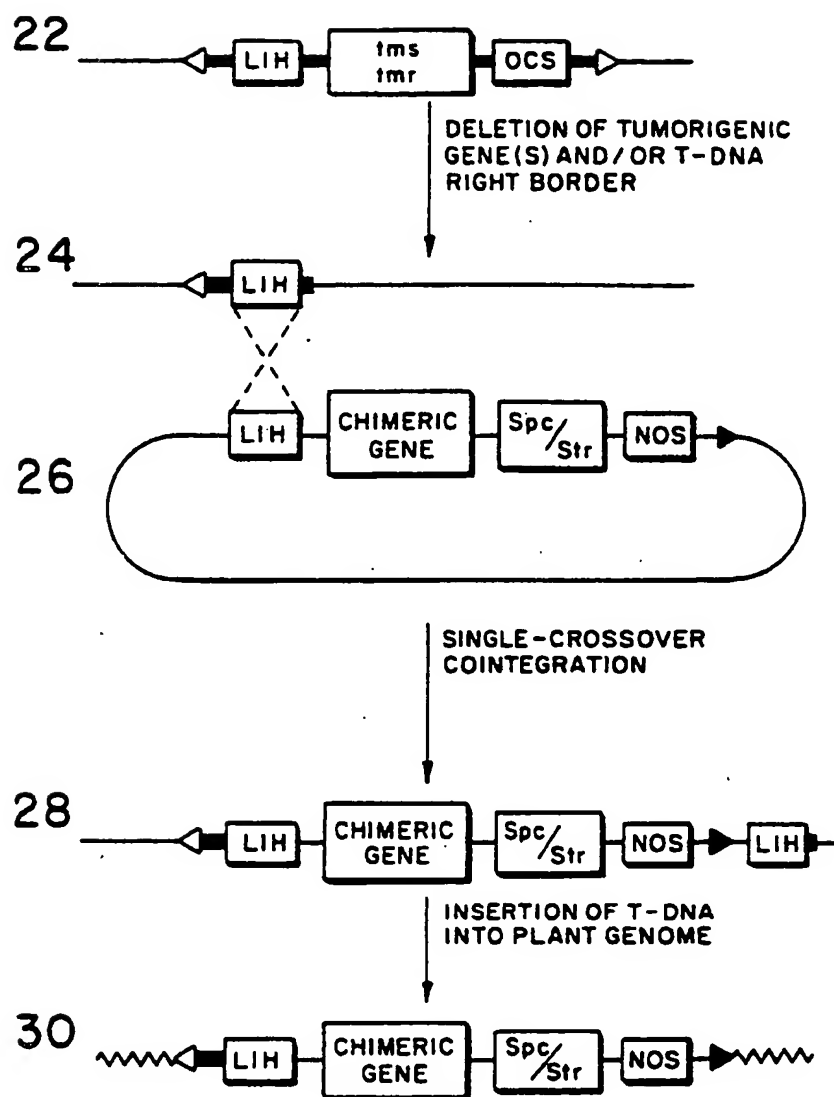 22
LIH
tms
tmr
OCS
DELETION OF TUMORIGENIC
GENE(S) AND/OR T-DNA
RIGHT BORDER
24
LIH
LIH
CHIMERIC
GENE
Spc/
Str
NOS
26
SINGLE-CROSSOVER
COINTEGRATION
28
LIH
CHIMERIC
GENE
Spc/
Str
NOS
LIH
INSERTION OF T-DNA
INTO PLANT GENOME
30
LIH
CHIMERIC
GENE
Spc/
Str
NOS